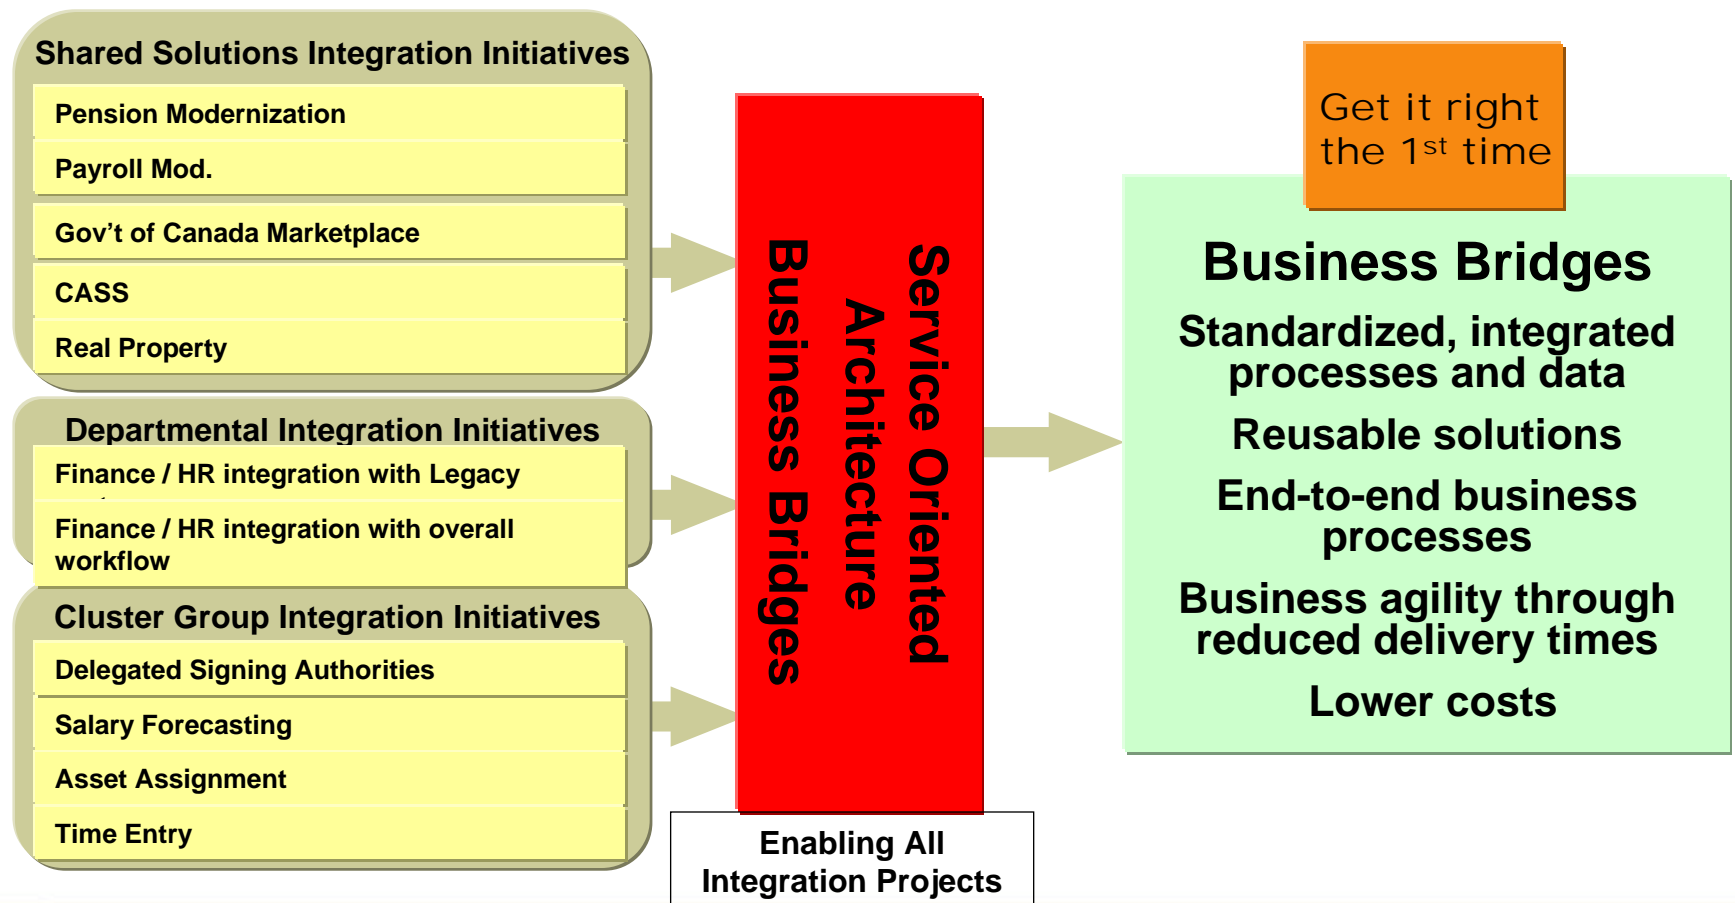 Shared Solutions Integration Initiatives
Pension Modernization
Payroll Mod.
Gov't of Canada Marketplace
CASS
Real Property
Departmental Integration Initiatives
Finance / HR integration with Legacy
Finance / HR integration with overall
workflow
Cluster Group Integration Initiatives
Delegated Signing Authorities
Salary Forecasting
Asset Assignment
Time Entry
Service Oriented
Architecture
Business Bridges
Enabling All
Integration Projects
Get it right
the 1st time
Business Bridges
Standardized, integrated
processes and data
Reusable solutions
End-to-end business
processes
Business agility through
reduced delivery times
Lower costs